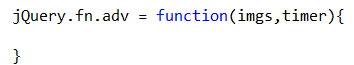 jQuery.fn.adv = function(imgs,timer){
}